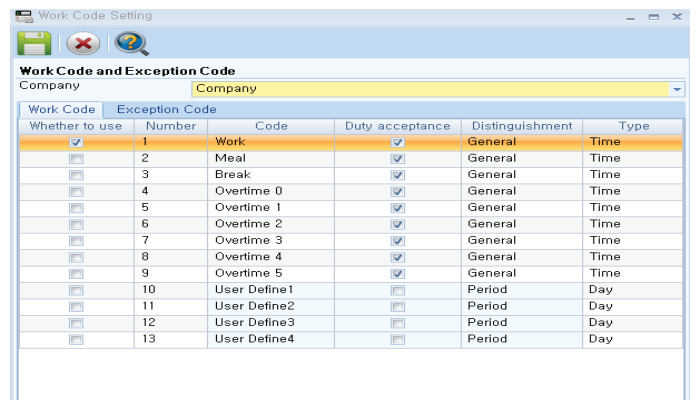 Work Code Setting
Work Code and Exception Code
Company Company
Work Code Exception Code
Whether to use Number Code Duty acceptance Distinguishment Type
1 Work General Time
2 Meal General Time
3 Break General Time
4 Overtime 0 General Time
5 Overtime 1 General Time
6 Overtime 2 General Time
7 Overtime 3 General Time
8 Overtime 4 General Time
9 Overtime 5 General Time
10 User Define1 Period Day
11 User Define2 Period Day
12 User Define3 Period Day
13 User Define4 Period Day